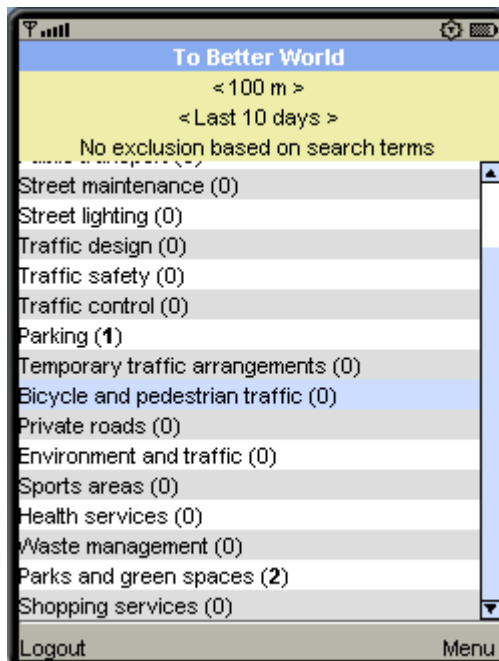 To Better World
< 100 m >
< Last 10 days >
No exclusion based on search terms
Street maintenance (0)
Street lighting (0)
Traffic design (0)
Traffic safety (0)
Traffic control (0)
Parking (1)
Temporary traffic arrangements (0)
Bicycle and pedestrian traffic (0)
Private roads (0)
Environment and traffic (0)
Sports areas (0)
Health services (0)
Waste management (0)
Parks and green spaces (2)
Shopping services (0)
Logout
Menu